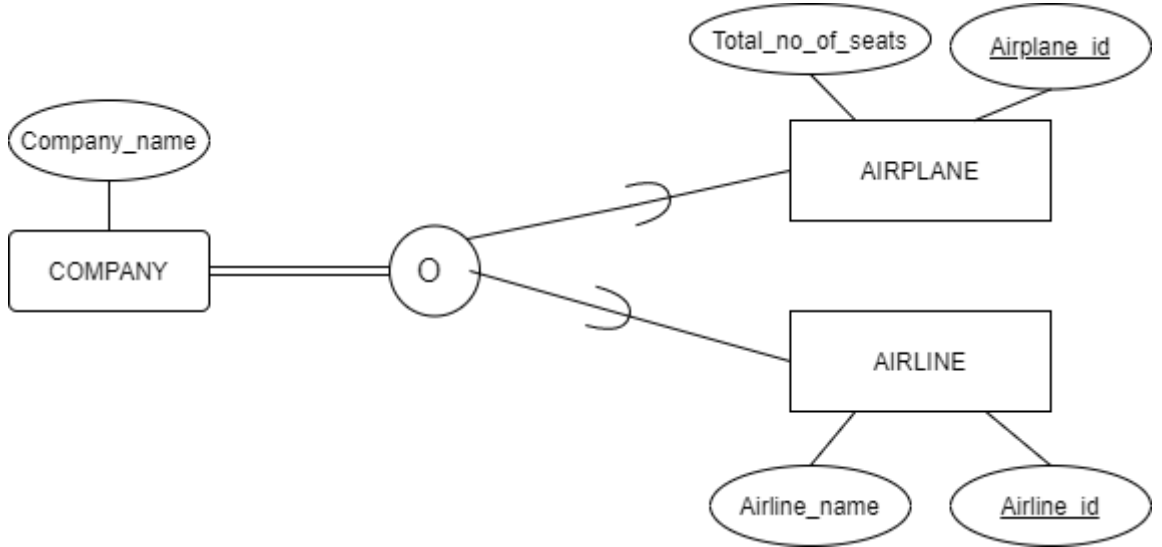 Total_no_of_seats
Airplane_id
Company_name
AIRPLANE
COMPANY
O
AIRLINE
Airline_name
Airline_id